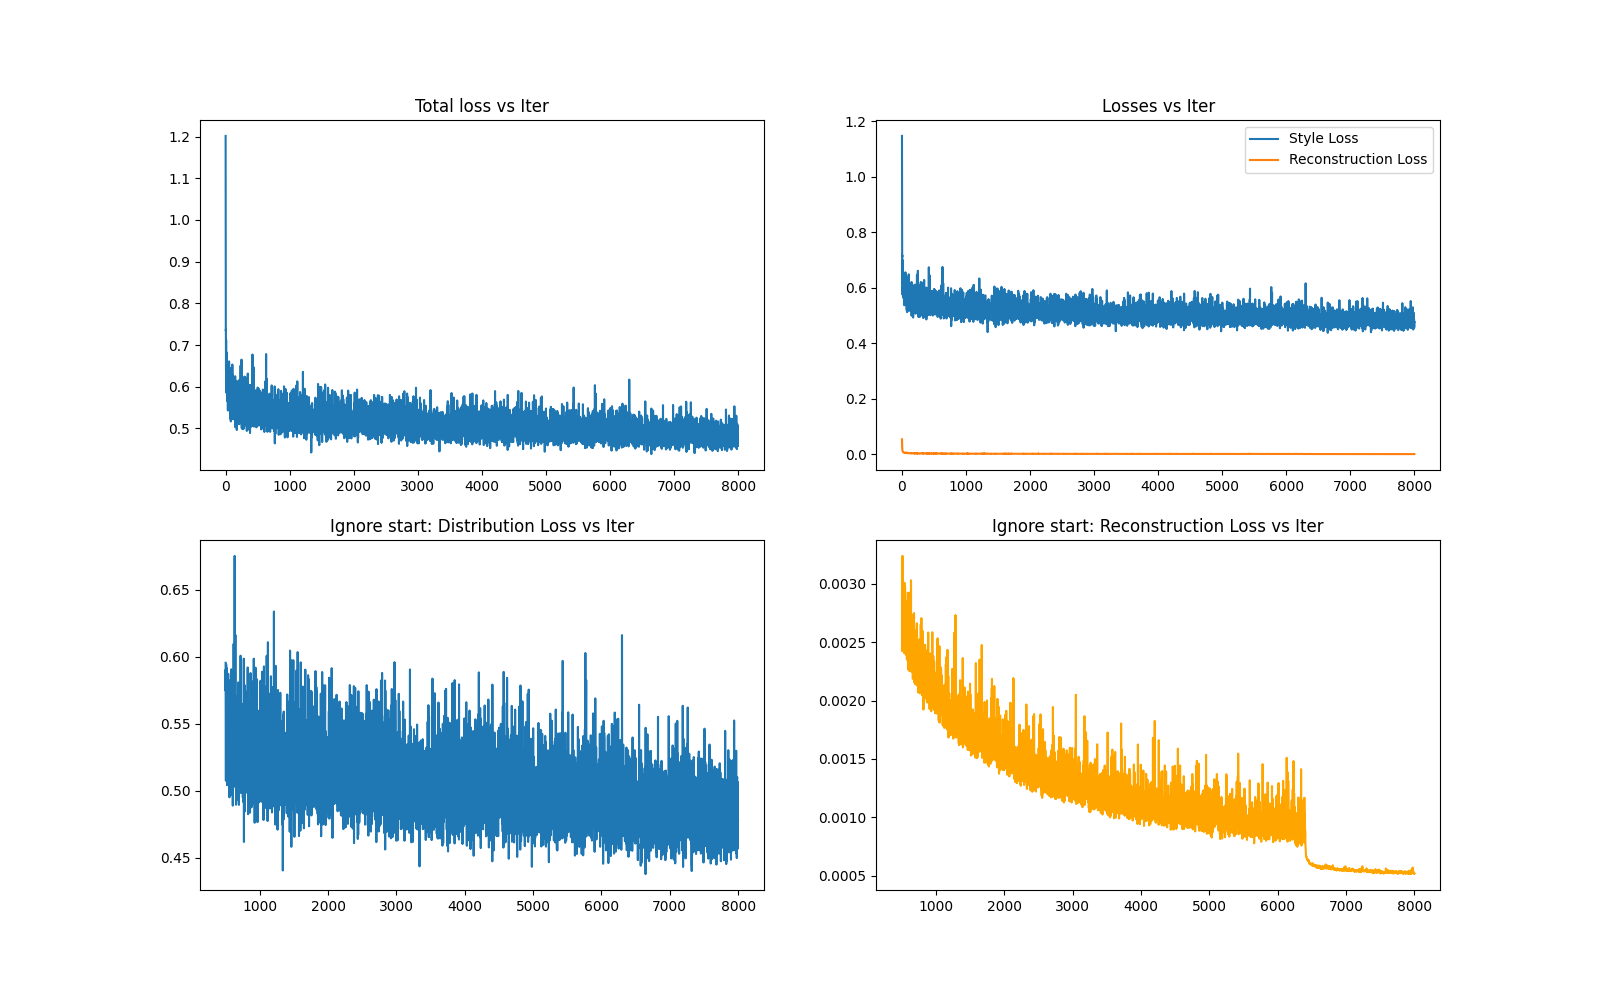 Total loss vs Iter
1.2
1.1
1.0
0.9
0.8
0.7
0.6
0.5
0 1000 2000 3000 4000 5000 6000 7000 8000
Losses vs Iter
Style Loss
Reconstruction Loss
1.2
1.0
0.8
0.6
0.4
0.2
0.0
0 1000 2000 3000 4000 5000 6000 7000 8000
Ignore start: Distribution Loss vs Iter
0.65
0.60
0.55
0.50
0.45
1000 2000 3000 4000 5000 6000 7000 8000
Ignore start: Reconstruction Loss vs Iter
0.0030
0.0025
0.0020
0.0015
0.0010
0.0005
1000 2000 3000 4000 5000 6000 7000 8000